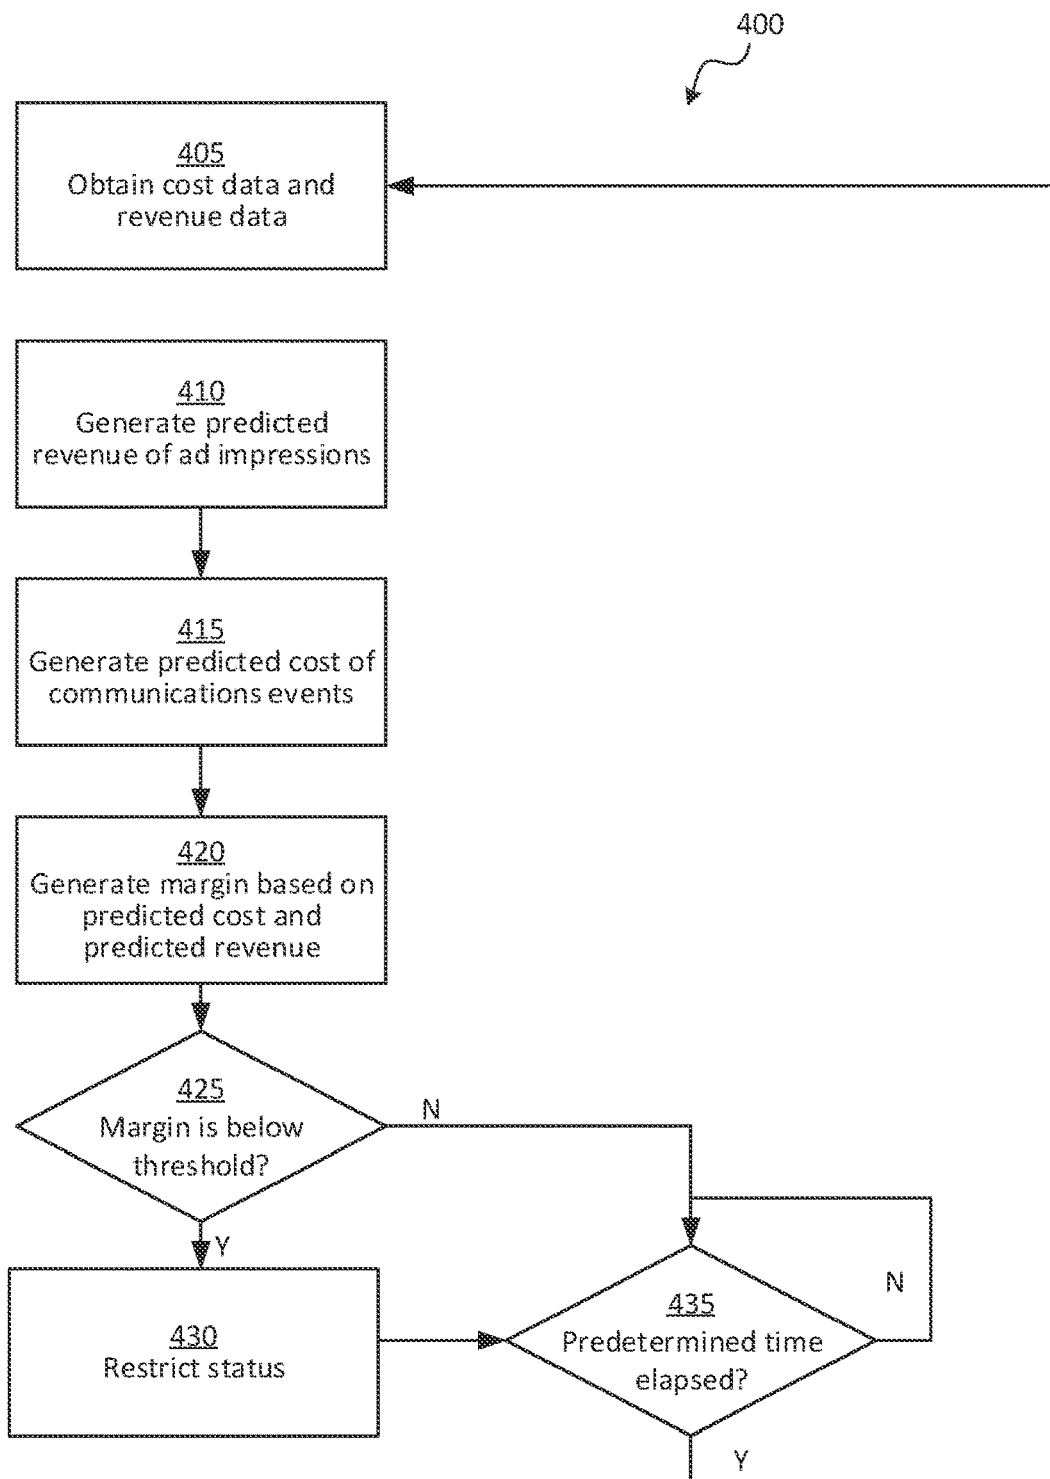 400
405
Obtain cost data and
revenue data
410
Generate predicted
revenue of ad impressions
415
Generate predicted cost of
communications events
420
Generate margin based on
predicted cost and
predicted revenue
425
Margin is below
threshold?
N
Y
430
Restrict status
435
Predetermined time
elapsed?
N
Y